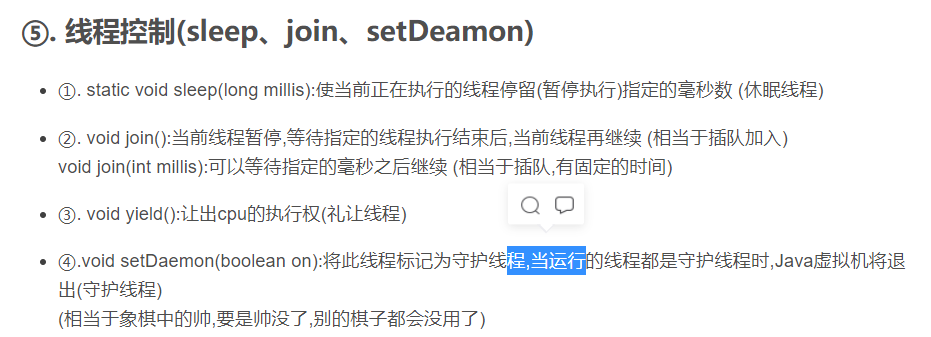 ⑤. 线程控制(sleep、join、setDeamon)
①. static void sleep(long millis):使当前正在执行的线程停留(暂停执行)指定的毫秒数 (休眠线程)
②. void join():当前线程暂停,等待指定的线程执行结束后,当前线程再继续 (相当于插队加入)
void join(int millis):可以等待指定的毫秒之后继续 (相当于插队,有固定的时间)
③. void yield():让出cpu的执行权(礼让线程)
④.void setDaemon(boolean on):将此线程标记为守护线程,当运行的线程都是守护线程时,Java虚拟机将退
出(守护线程)
(相当于象棋中的帅,要是帅没了,别的棋子都会没用了)